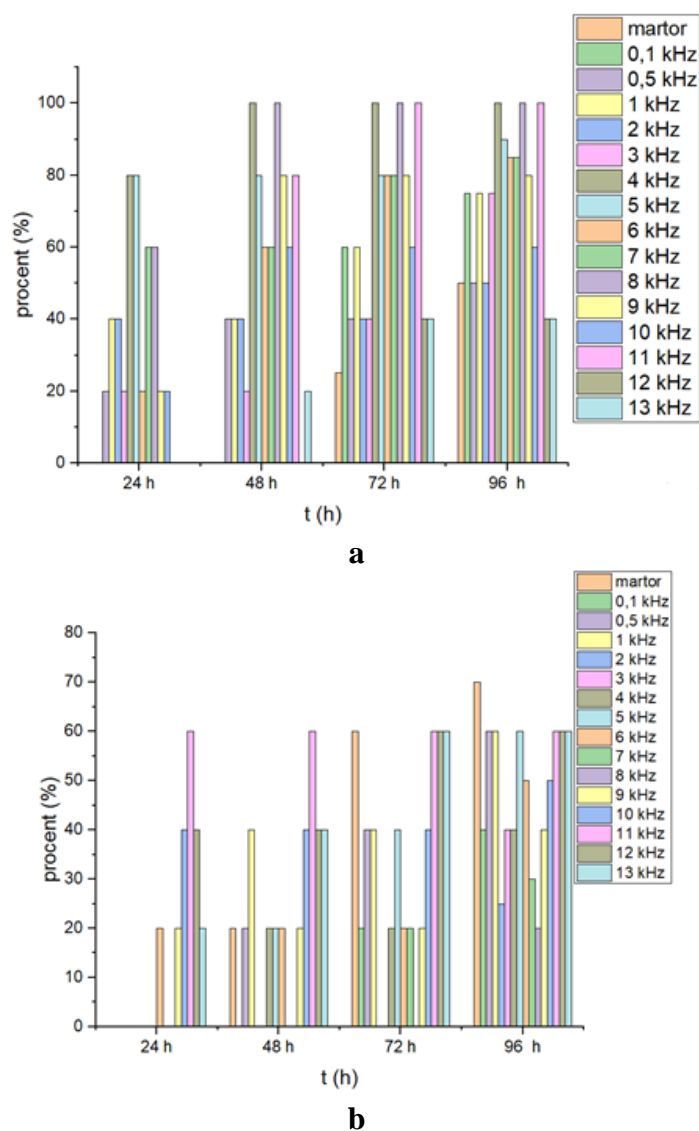 martor
0,1 kHz
0,5 kHz
1 kHz
2 kHz
3 kHz
4 kHz
5 kHz
6 kHz
7 kHz
8 kHz
9 kHz
10 kHz
11 kHz
12 kHz
13 kHz
procent (%)
100
80
60
40
20
0
24 h 48 h 72 h 96 h
t (h)
a
martor
0,1 kHz
0,5 kHz
1 kHz
2 kHz
3 kHz
4 kHz
5 kHz
6 kHz
7 kHz
8 kHz
9 kHz
10 kHz
11 kHz
12 kHz
13 kHz
procent (%)
80
70
60
50
40
30
20
10
0
24 h 48 h 72 h 96 h
t (h)
b